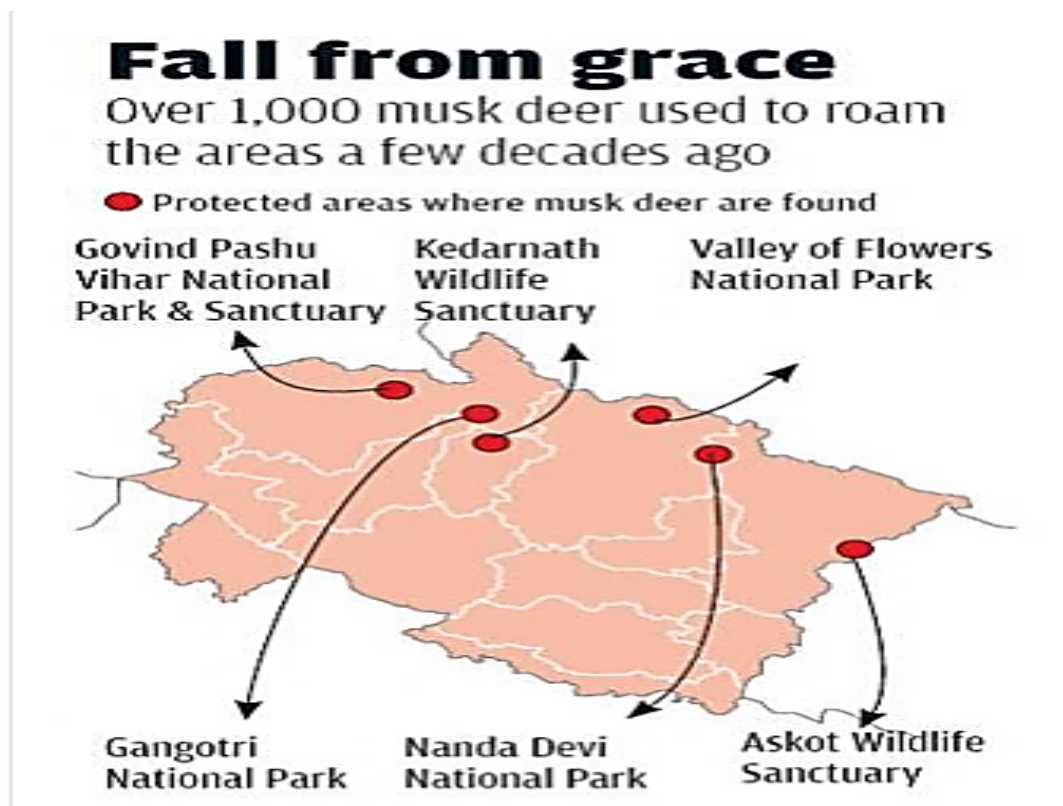 Fall from grace
Over 1,000 musk deer used to roam
the areas a few decades ago
Protected areas where musk deer are found
Govind Pashu
Vihar National
Park & Sanctuary
Kedarnath
Wildlife
Sanctuary
Valley of Flowers
National Park
Gangotri
National Park
Nanda Devi
National Park
Askot Wildlife
Sanctuary